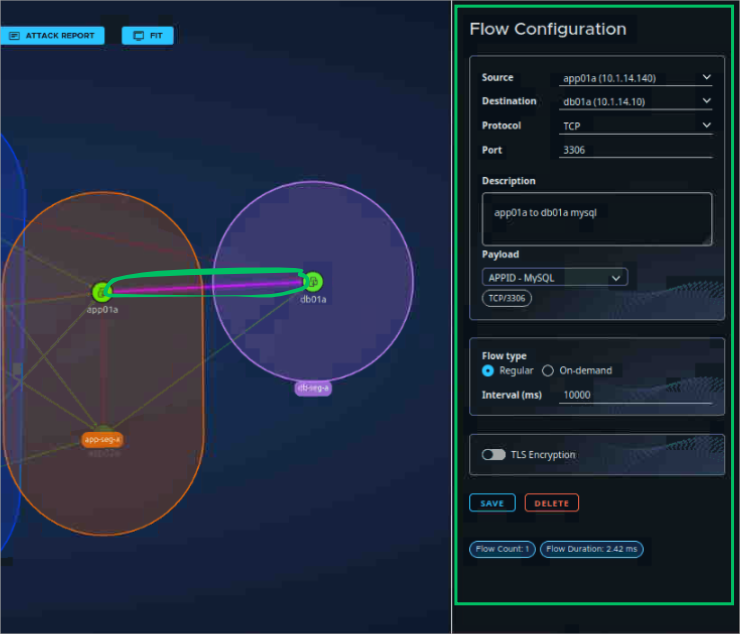 ATTACK REPORT
FIT
app01a
db01a
db-seg-a
app-seg-a
app-02a
Flow Configuration
Source app01a (10.1.14.140)
Destination db01a (10.1.14.10)
Protocol TCP
Port 3306
Description
app01a to db01a mysql
Payload
APPID - MySQL
TCP/3306
Flow type
Regular On-demand
Interval (ms) 10000
TLS Encryption
SAVE DELETE
Flow Count: 1 Flow Duration: 2.42 ms